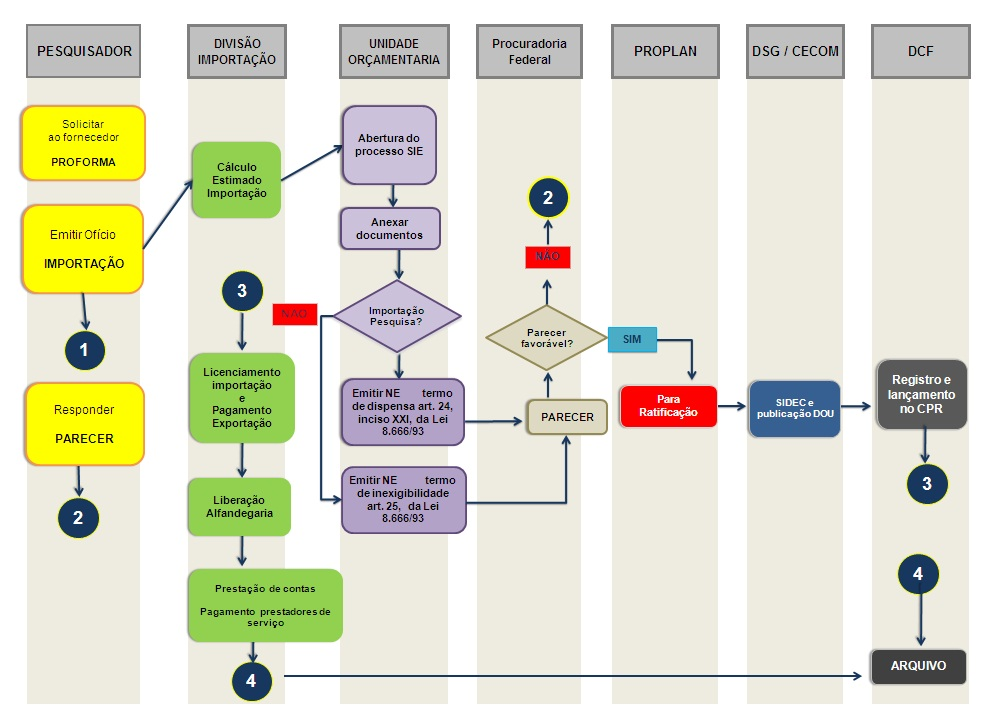 PESQUISADOR
DIVISÃO
IMPORTAÇÃO
UNIDADE
ORÇAMENTARIA
Procuradoria
Federal
PROPLAN
DSG / CECOM
DCF
Solicitar
ao fornecedor
PROFORMA
Emitir Ofício
IMPORTAÇÃO
1
Responder
PARECER
2
Cálculo
Estimado
Importação
3
Licenciamento
importação
e
Pagamento
Exportação
Liberação
Alfandegaria
Prestação de contas
Pagamento prestadores de
serviço
4
Abertura do
processo SIE
Anexar
documentos
Importação
Pesquisa?
NÃO
Emitir NE termo
de dispensa art. 24,
inciso XXI, da Lei
8.666/93
Emitir NE termo
de inexigibilidade
art. 25, da Lei
8.666/93
2
NÃO
Parecer
favorável?
SIM
PARECER
Para
Ratificação
SIDEC e
publicação DOU
Registro e
lançamento
no CPR
3
4
ARQUIVO